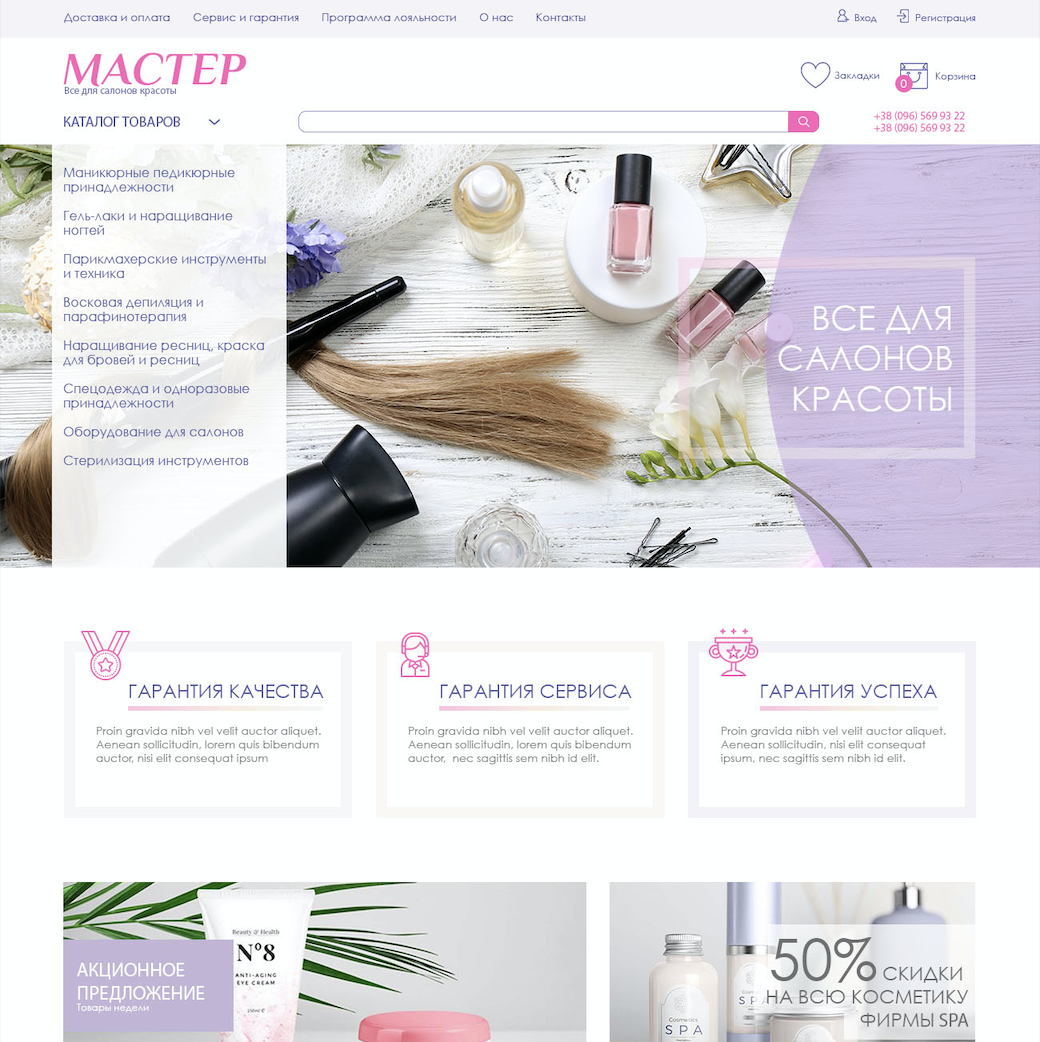 Доставка и оплата
Сервис и гарантия
Программа лояльности
О нас
Контакты
Вход
Регистрация
МАСТЕР
Все для салонов красоты
Закладки
0
Корзина
КАТАЛОГ ТОВАРОВ
+38 (096) 569 93 22
+38 (096) 569 93 22
Маникюрные педикюрные
принадлежности
Гель-лаки и наращивание
ногтей
Парикмахерские инструменты
и техника
Восковая депиляция и
парафинотерапия
Наращивание ресниц, краска
для бровей и ресниц
Спецодежда и одноразовые
принадлежности
Оборудование для салонов
Стерилизация инструментов
ВСЕ ДЛЯ
САЛОНОВ
КРАСОТЫ
ГАРАНТИЯ КАЧЕСТВА
Proin gravida nibh vel velit auctor aliquet.
Aenean sollicitudin, lorem quis bibendum
auctor, nisi elit consequat ipsum
ГАРАНТИЯ СЕРВИСА
Proin gravida nibh vel velit auctor aliquet.
Aenean sollicitudin, lorem quis bibendum
auctor,  nec sagittis sem nibh id elit.
ГАРАНТИЯ УСПЕХА
Proin gravida nibh vel velit auctor aliquet.
Aenean sollicitudin, nisi elit consequat
ipsum, nec sagittis sem nibh id elit.
Beauty & Health
Nº8
ANTI-AGING
EYE CREAM
150ml e
АКЦИОННОЕ
ПРЕДЛОЖЕНИЕ
Товары недели
Cosmetics
SPA
50% СКИДКИ
НА ВСЮ КОСМЕТИКУ
ФИРМЫ SPA